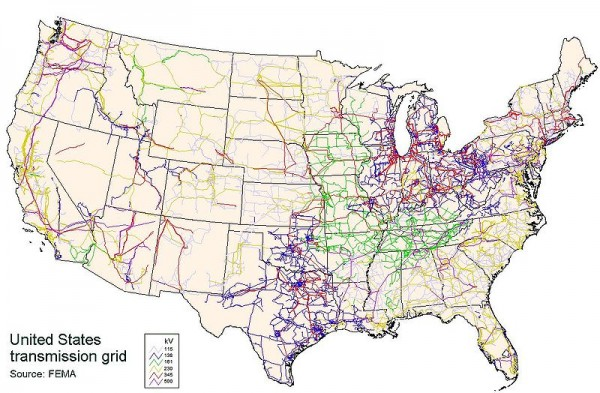 United States
transmission grid
Source: FEMA
kV
115
138
161
230
345
500